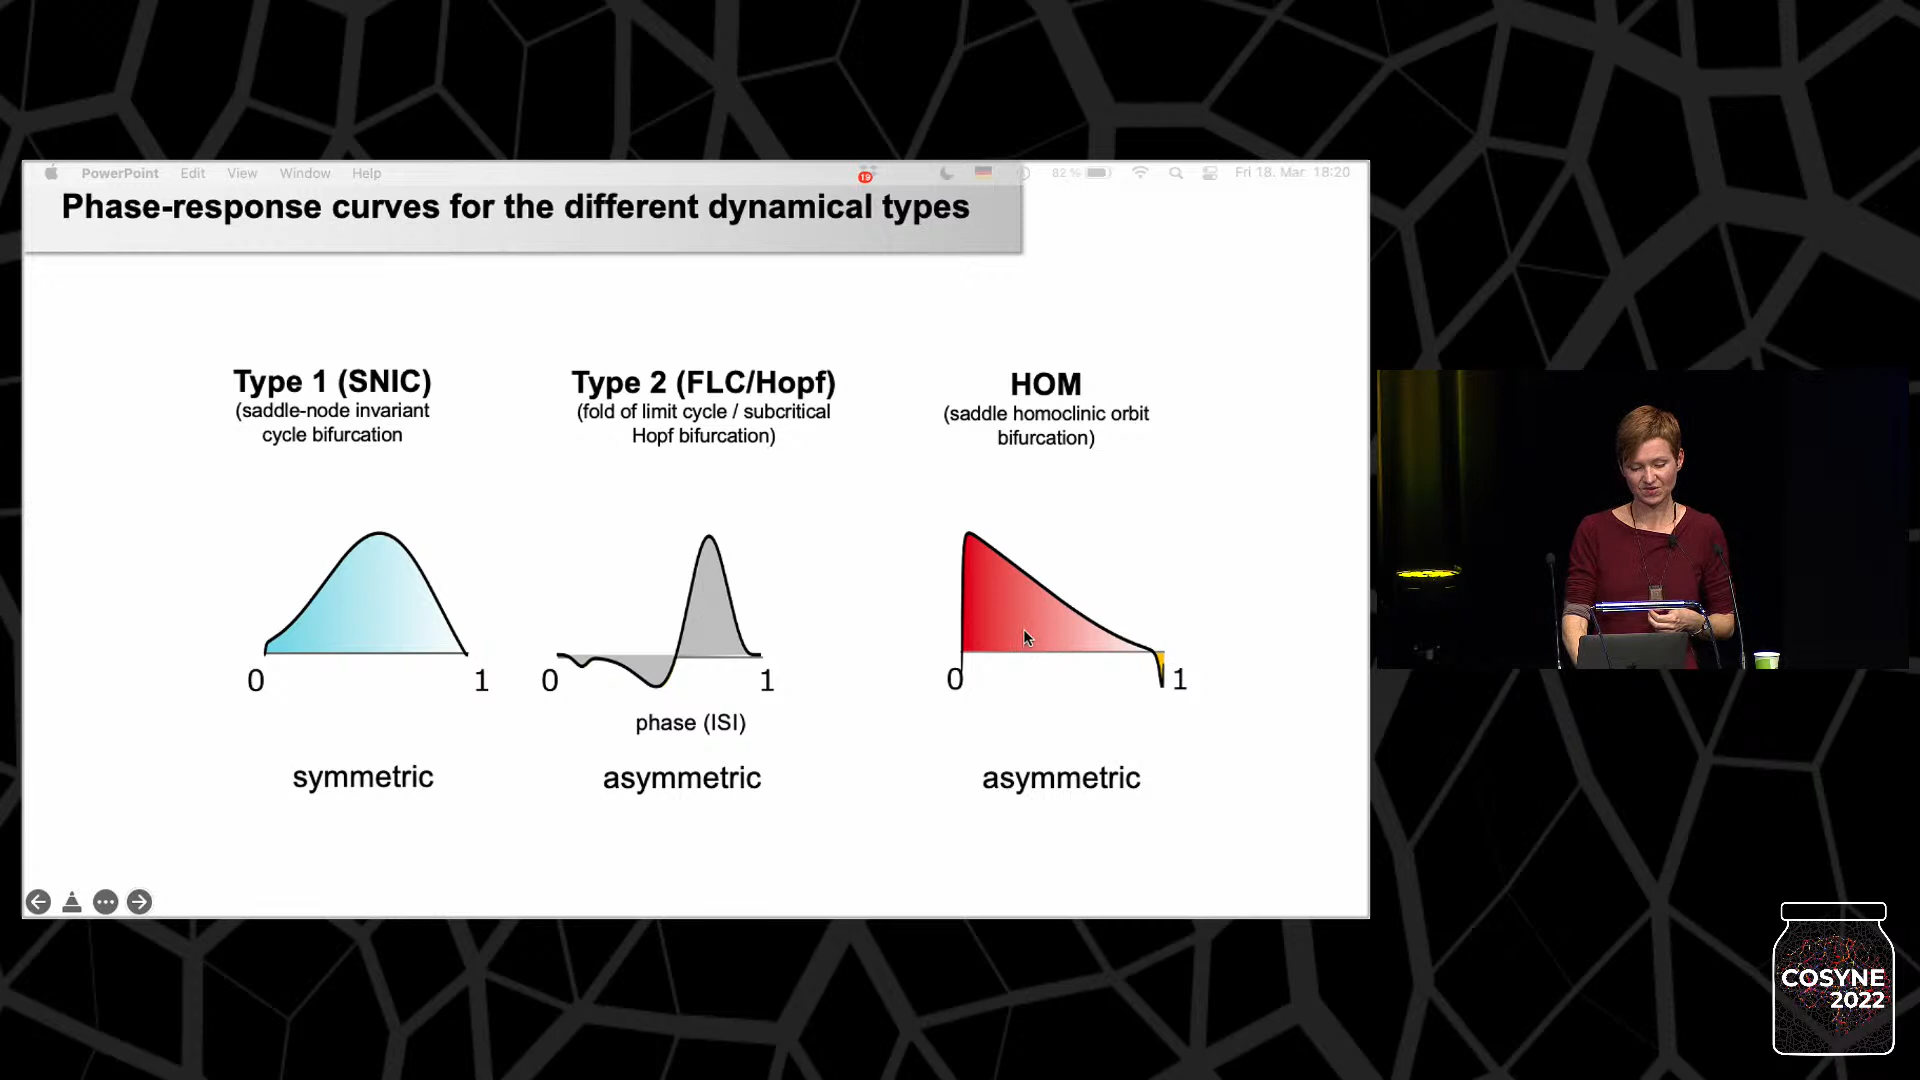 PowerPoint Edit View Window Help 19 82 % Fri 18. Mar 18:20
Phase-response curves for the different dynamical types
Type 1 (SNIC)
(saddle-node invariant
cycle bifurcation
Type 2 (FLC/Hopf)
(fold of limit cycle / subcritical
Hopf bifurcation)
HOM
(saddle homoclinic orbit
bifurcation)
0 1
0 1
0 1
phase (ISI)
symmetric
asymmetric
asymmetric
COSYNE
2022